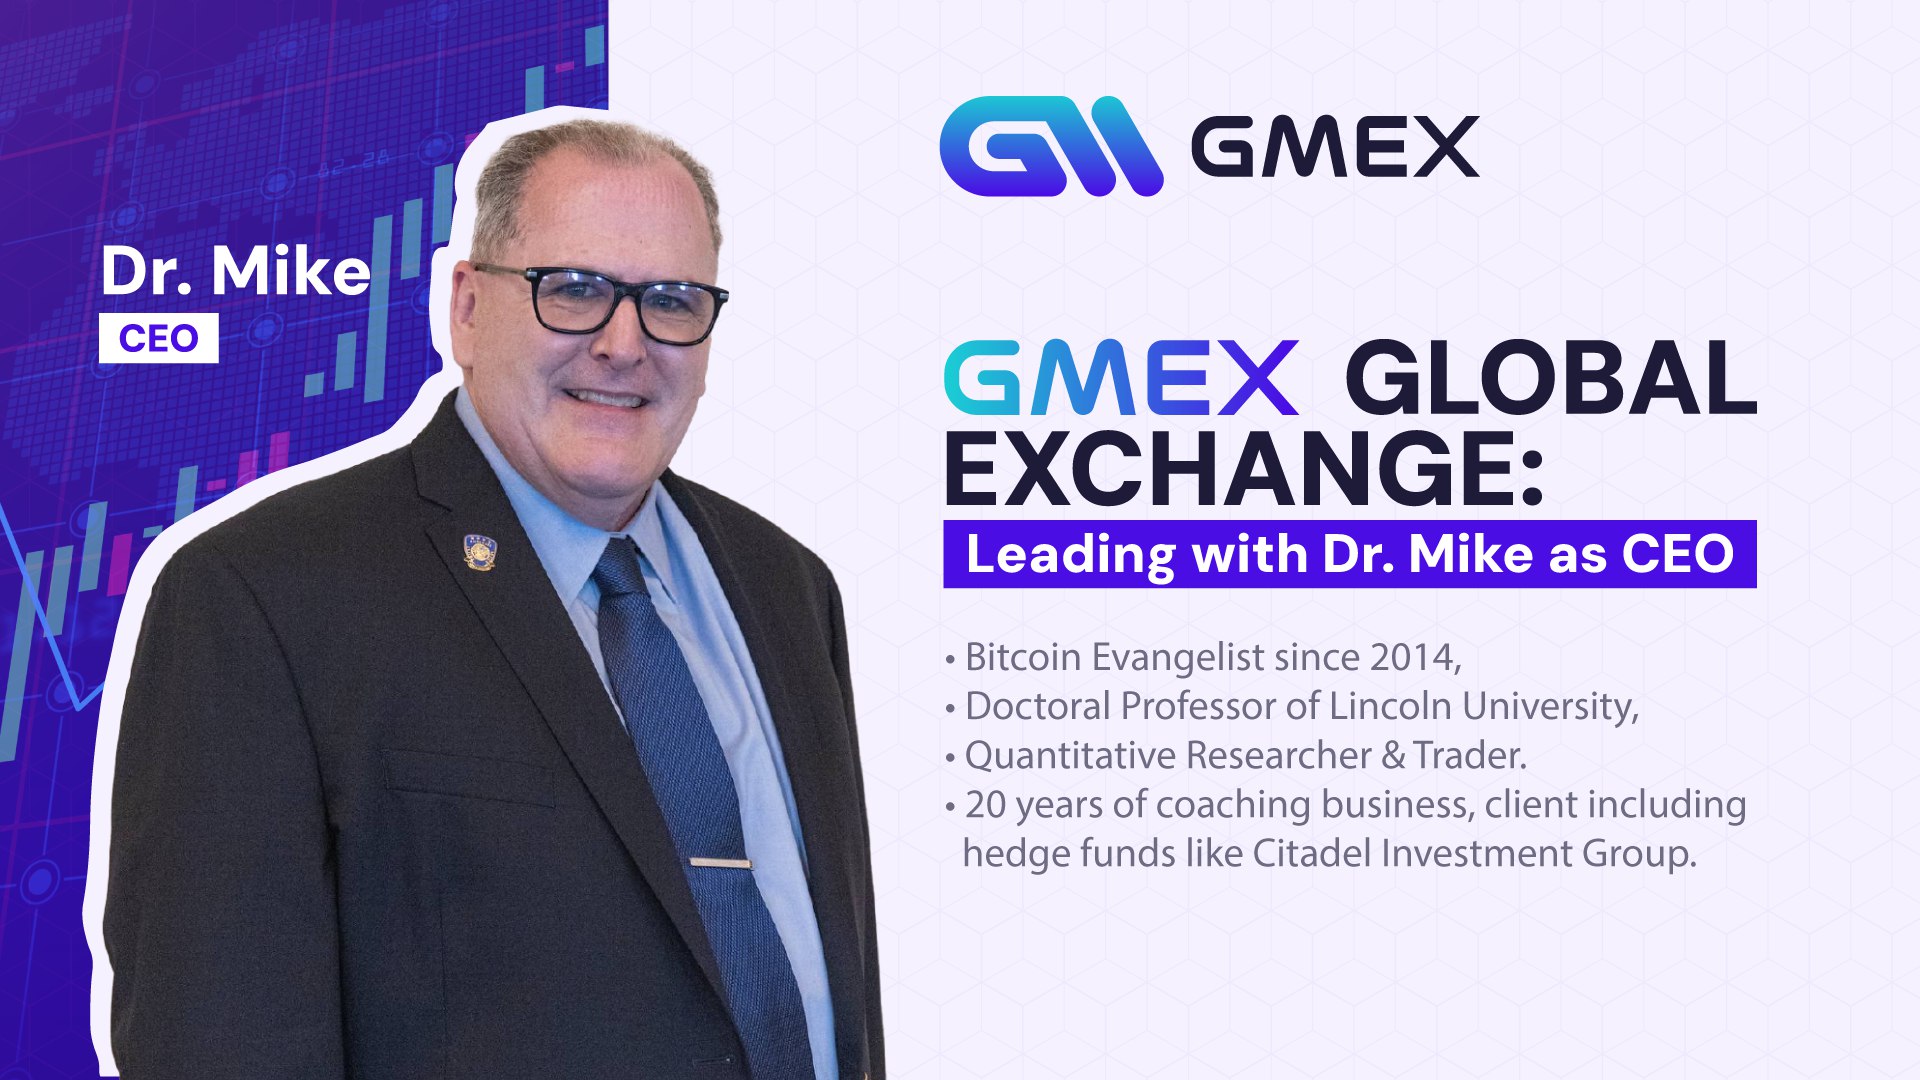 Dr. Mike
CEO
GMEX
GMEX GLOBAL
EXCHANGE:
Leading with Dr. Mike as CEO
• Bitcoin Evangelist since 2014,
• Doctoral Professor of Lincoln University,
• Quantitative Researcher & Trader.
• 20 years of coaching business, client including
hedge funds like Citadel Investment Group.